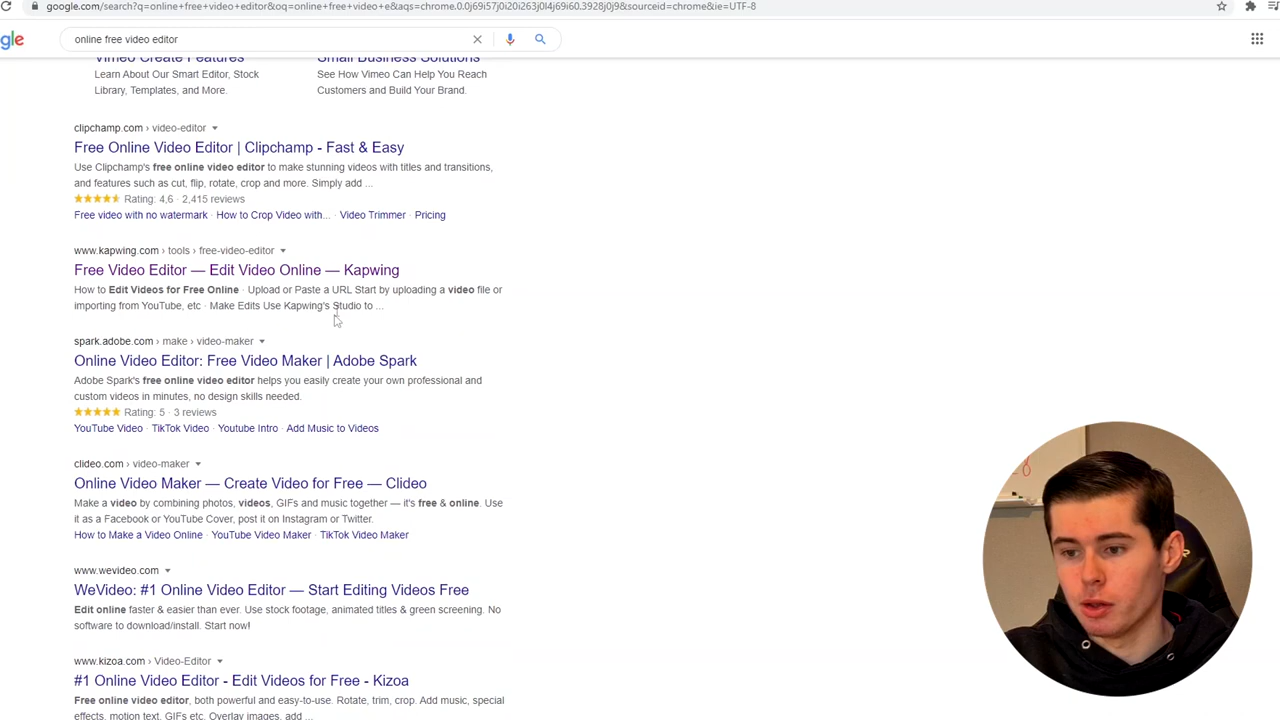 google.com/search?q=online+free+video+editor&oq=online+free+video+e&aqs=chrome.0.0j69i57j0i20i263j0l4j69i60.3928j0j9&sourceid=chrome&ie=UTF-8
gle
online free video editor
Vimeo Create Features
Small Business Solutions
Learn About Our Smart Editor, Stock
Library, Templates, and More.
See How Vimeo Can Help You Reach
Customers and Build Your Brand.
clipchamp.com › video-editor
Free Online Video Editor | Clipchamp - Fast & Easy
Use Clipchamp's free online video editor to make stunning videos with titles and transitions,
and features such as cut, flip, rotate, crop and more. Simply add ...
Rating: 4,6 · 2,415 reviews
Free video with no watermark · How to Crop Video with... · Video Trimmer · Pricing
www.kapwing.com › tools › free-video-editor
Free Video Editor — Edit Video Online — Kapwing
How to Edit Videos for Free Online · Upload or Paste a URL Start by uploading a video file or
importing from YouTube, etc · Make Edits Use Kapwing's Studio to ...
spark.adobe.com › make › video-maker
Online Video Editor: Free Video Maker | Adobe Spark
Adobe Spark's free online video editor helps you easily create your own professional and
custom videos in minutes, no design skills needed.
Rating: 5 · 3 reviews
YouTube Video · TikTok Video · Youtube Intro · Add Music to Videos
clideo.com › video-maker
Online Video Maker — Create Video for Free — Clideo
Make a video by combining photos, videos, GIFs and music together — it's free & online. Use
it as a Facebook or YouTube Cover, post it on Instagram or Twitter.
How to Make a Video Online · YouTube Video Maker · TikTok Video Maker
www.wevideo.com
WeVideo: #1 Online Video Editor — Start Editing Videos Free
Edit online faster & easier than ever. Use stock footage, animated titles & green screening. No
software to download/install. Start now!
www.kizoa.com › Video-Editor
#1 Online Video Editor - Edit Videos for Free - Kizoa
Free online video editor, both powerful and easy-to-use. Rotate, trim, crop. Add music, special
effects, motion text, GIFs etc. Overlay images, add ...